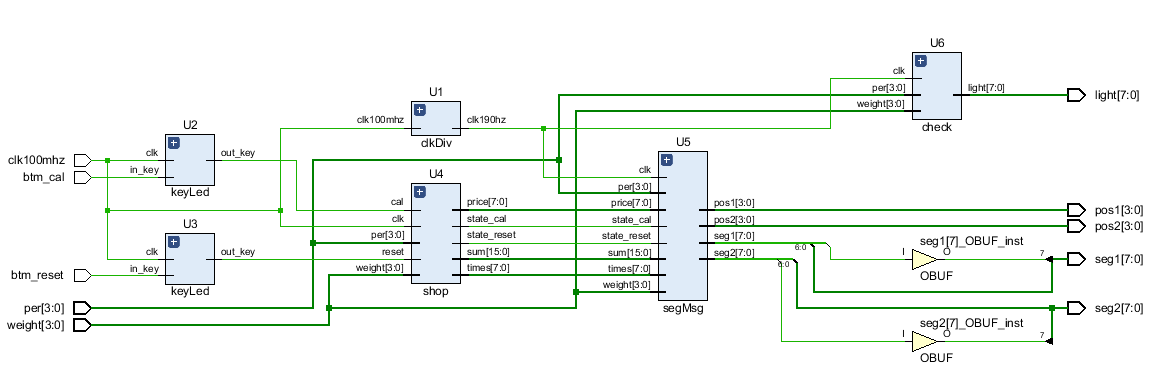 U6
clk
per[3:0]
weight[3:0]
light[7:0]
check
light[7:0]
U1
clk100mhz
clk190hz
clkDiv
U2
clk
in_key
out_key
keyLed
clk100mhz
btm_cal
U5
clk
per[3:0]
price[7:0]
state_cal
state_reset
sum[15:0]
times[7:0]
weight[3:0]
pos1[3:0]
pos2[3:0]
seg1[7:0]
seg2[7:0]
segMsg
U4
cal
clk
per[3:0]
reset
weight[3:0]
price[7:0]
state_cal
state_reset
sum[15:0]
times[7:0]
shop
U3
clk
in_key
out_key
keyLed
btm_reset
per[3:0]
weight[3:0]
pos1[3:0]
pos2[3:0]
6:0
seg1[7]_OBUF_inst
I
O
7
OBUF
seg1[7:0]
6:0
seg2[7:0]
seg2[7]_OBUF_inst
I
O
7
OBUF